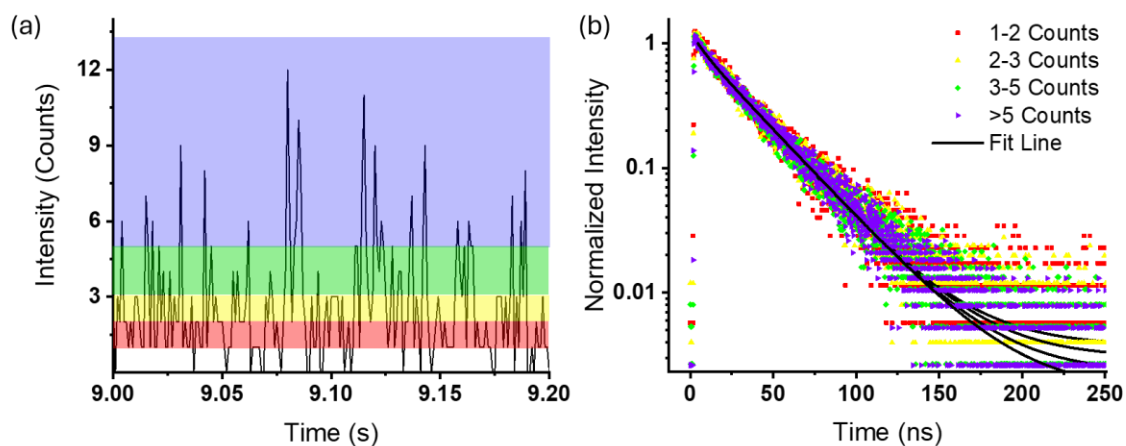 (a)
Intensity (Counts)
12
9
6
3
9.00
9.05
9.10
9.15
9.20
Time (s)
(b)
Normalized Intensity
1
0.1
0.01
1-2 Counts
2-3 Counts
3-5 Counts
>5 Counts
Fit Line
0
50
100
150
200
250
Time (ns)